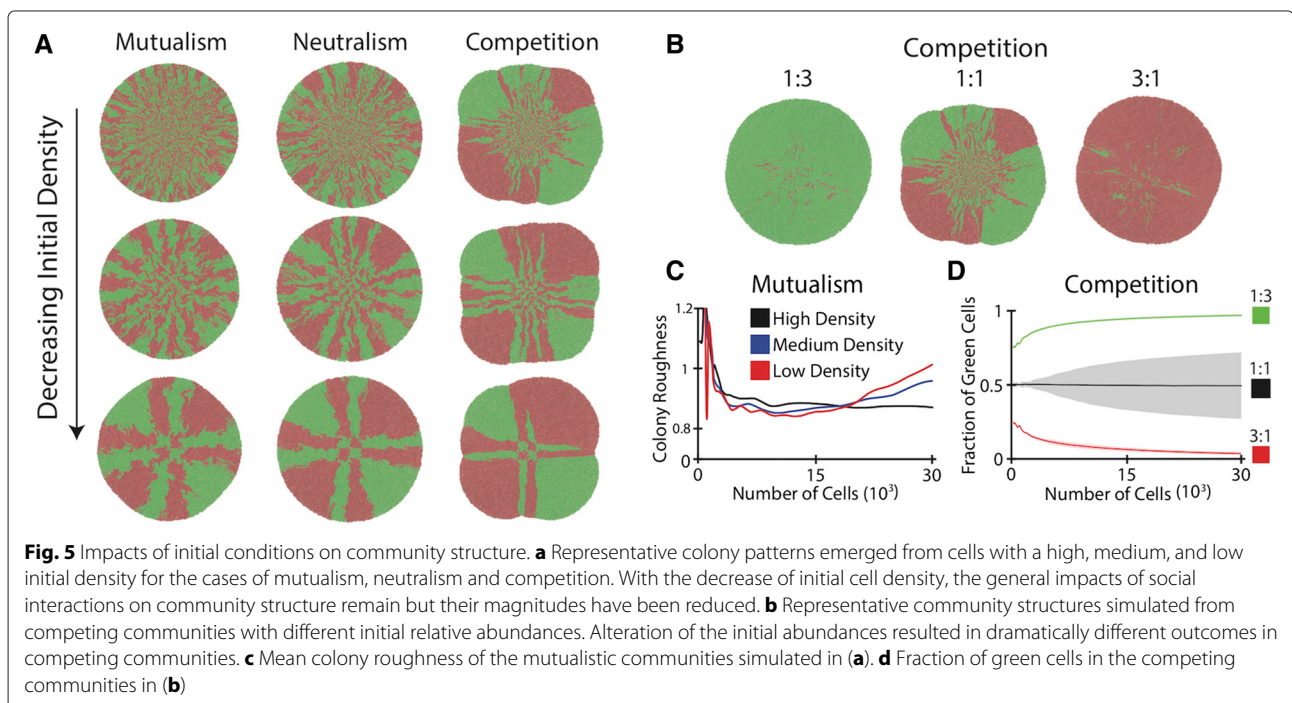 A
Mutualism
Neutralism
Competition
Decreasing Initial Density
B
Competition
1:3
1:1
3:1
C
Mutualism
High Density
Medium Density
Low Density
1.2
1
0.8
0
Colony Roughness
0
15
30
Number of Cells (10³)
D
Competition
1
0.5
0
Fraction of Green Cells
0
15
30
Number of Cells (10³)
1:3
1:1
3:1
Fig. 5 Impacts of initial conditions on community structure. a Representative colony patterns emerged from cells with a high, medium, and low
initial density for the cases of mutualism, neutralism and competition. With the decrease of initial cell density, the general impacts of social
interactions on community structure remain but their magnitudes have been reduced. b Representative community structures simulated from
competing communities with different initial relative abundances. Alteration of the initial abundances resulted in dramatically different outcomes in
competing communities. c Mean colony roughness of the mutualistic communities simulated in (a). d Fraction of green cells in the competing
communities in (b)